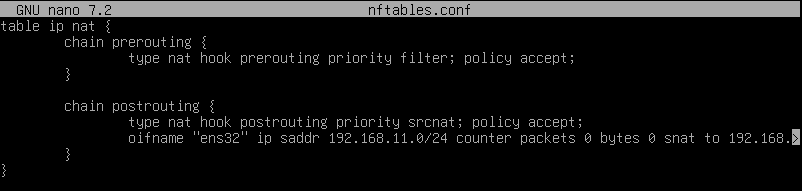 GNU nano 7.2 nftables.conf
table ip nat {
        chain prerouting {
                type nat hook prerouting priority filter; policy accept;
        }

        chain postrouting {
                type nat hook postrouting priority srcnat; policy accept;
                oifname "ens32" ip saddr 192.168.11.0/24 counter packets 0 bytes 0 snat to 192.168.>
        }
}